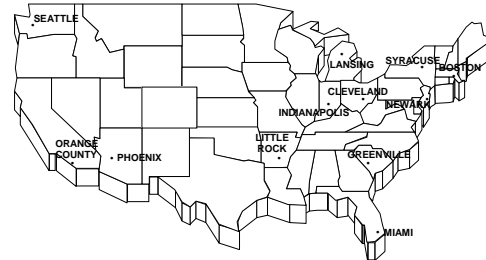 SEATTLE
LANSING
SYRACUSE
BOSTON
CLEVELAND
INDIANAPOLIS
NEWARK
LITTLE
ROCK
ORANGE
COUNTY
PHOENIX
GREENVILLE
MIAMI